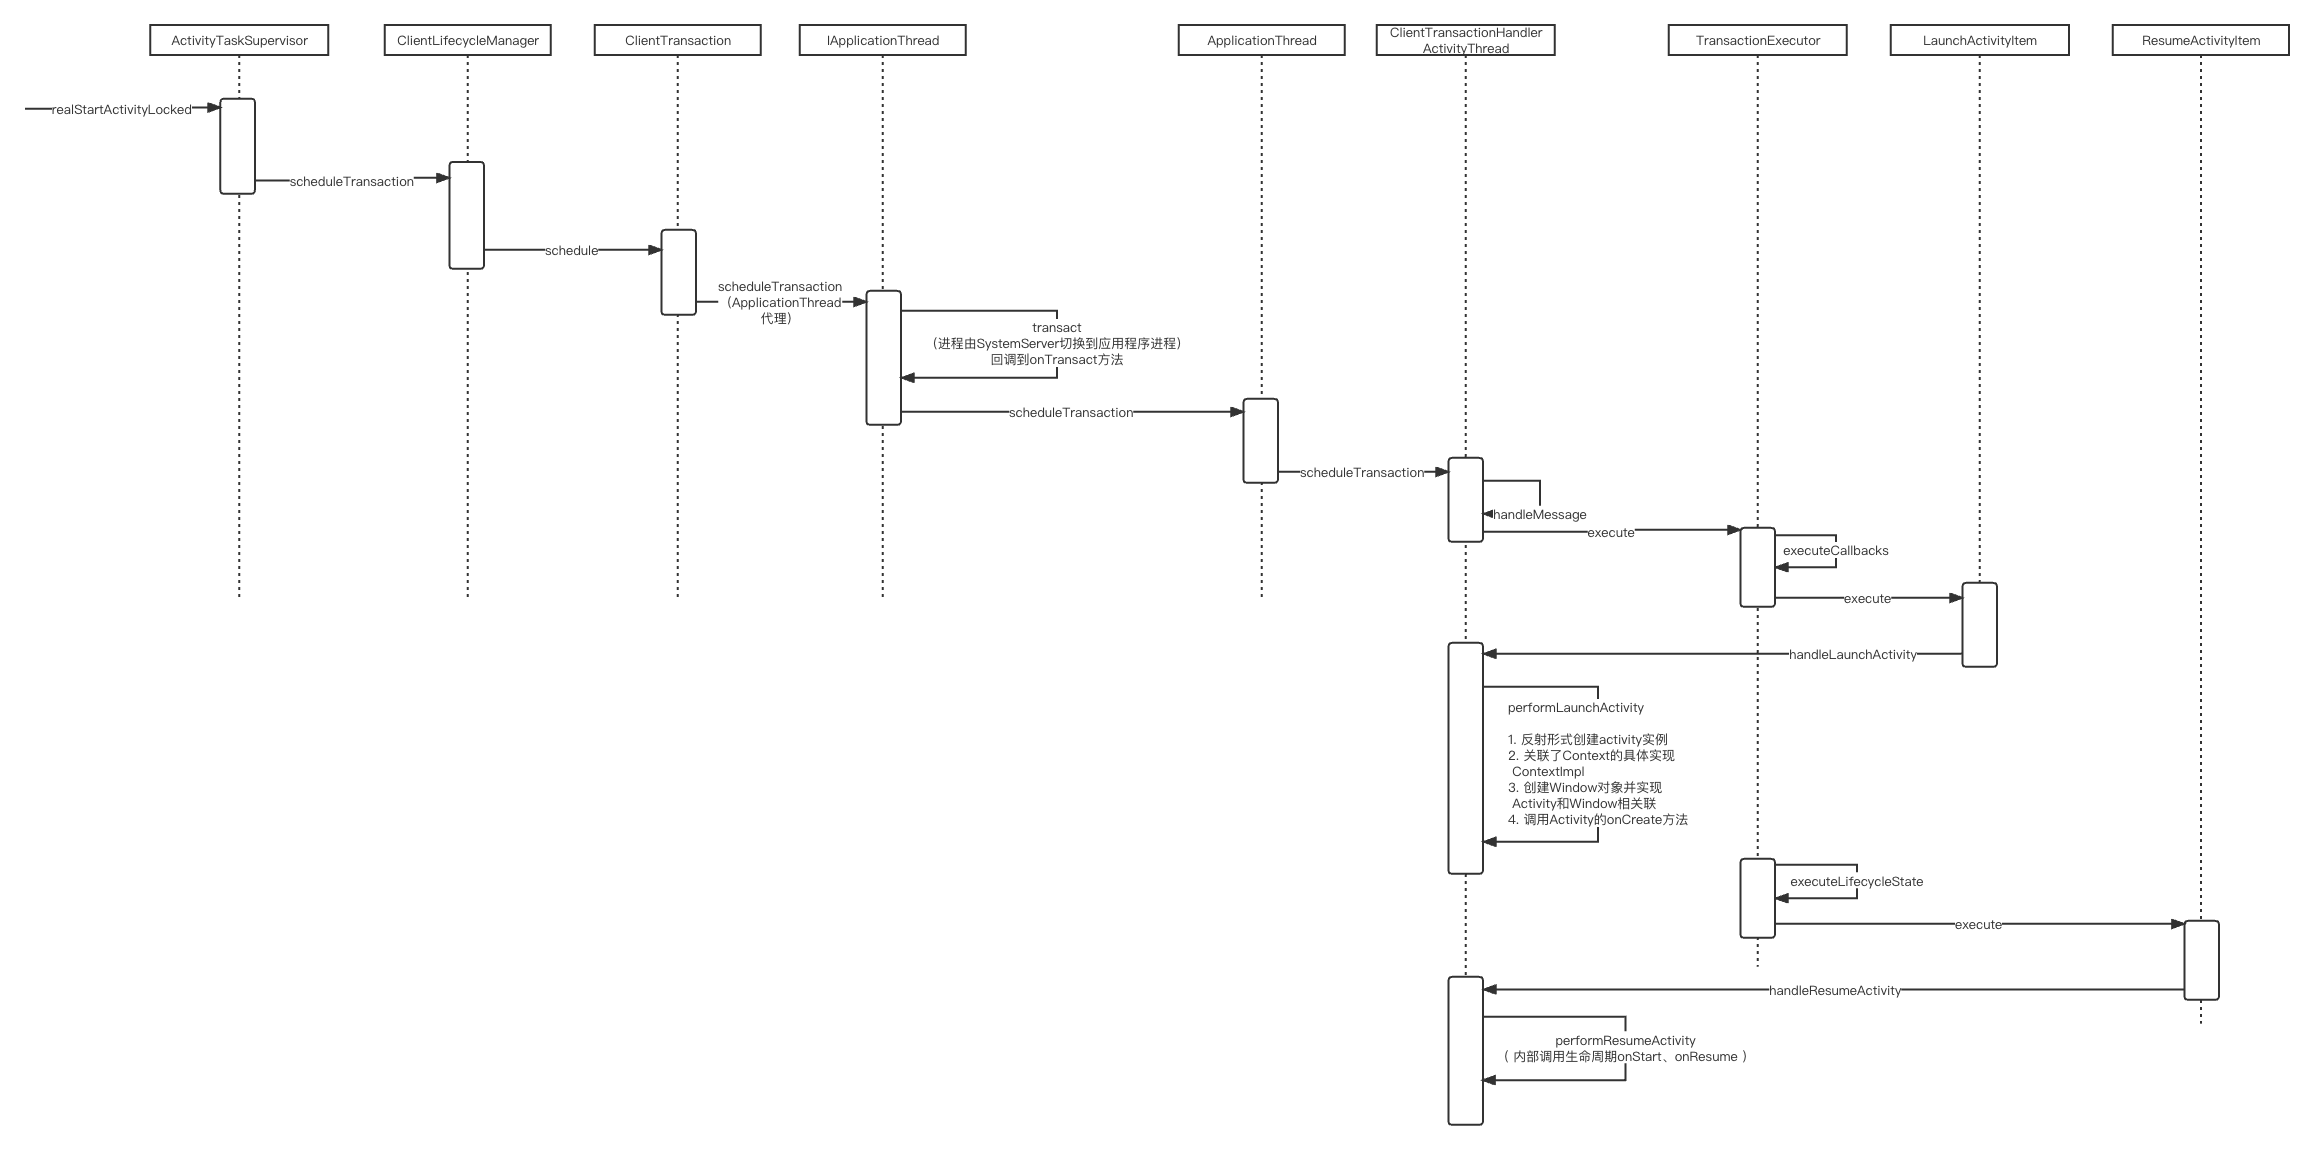 ActivityTaskSupervisor
ClientLifecycleManager
ClientTransaction
IApplicationThread
ApplicationThread
ClientTransactionHandler
ActivityThread
TransactionExecutor
LaunchActivityItem
ResumeActivityItem
realStartActivityLocked
scheduleTransaction
schedule
scheduleTransaction
（ApplicationThread
代理）
transact
（进程由SystemServer切换到应用程序进程）
回调到onTransact方法
scheduleTransaction
scheduleTransaction
handleMessage
execute
executeCallbacks
execute
handleLaunchActivity
performLaunchActivity
1. 反射形式创建activity实例
2. 关联了Context的具体实现
ContextImpl
3. 创建Window对象并实现
Activity和Window相关联
4. 调用Activity的onCreate方法
executeLifecycleState
execute
handleResumeActivity
performResumeActivity
（ 内部调用生命周期onStart、onResume ）